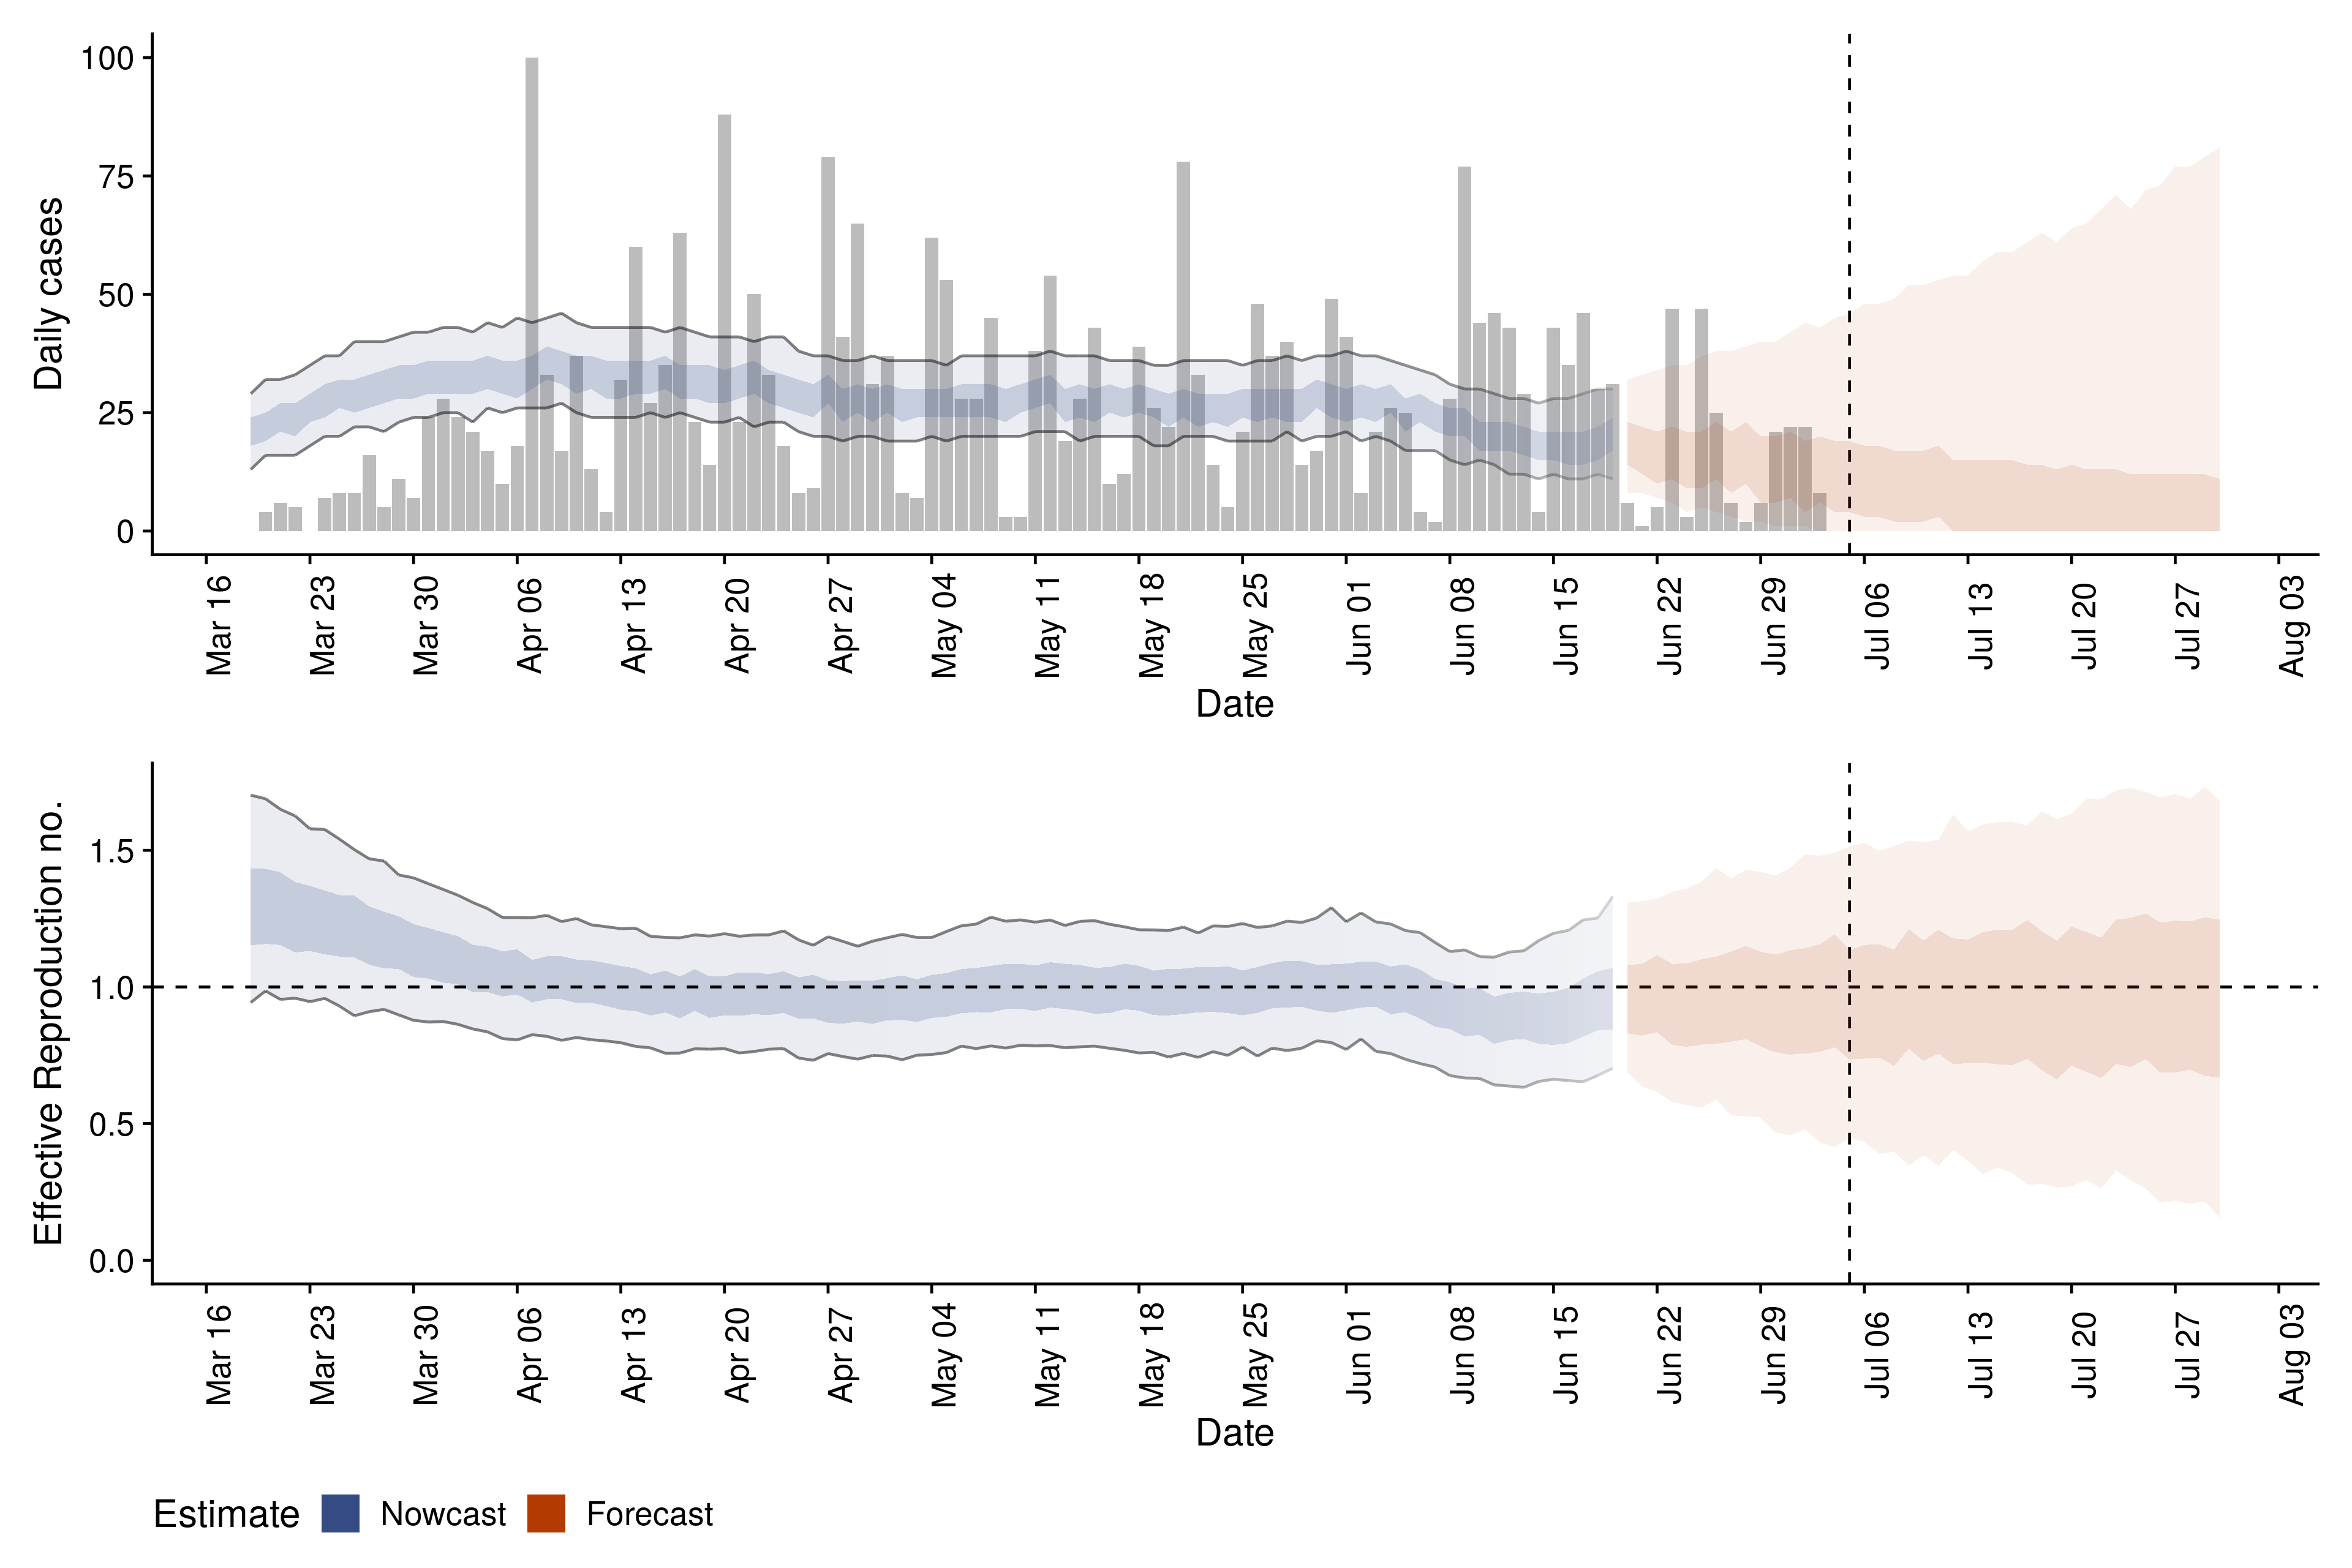 Daily cases
100
75
50
25
0
Mar 16 Mar 23 Mar 30 Apr 06 Apr 13 Apr 20 Apr 27 May 04 May 11 May 18 May 25 Jun 01 Jun 08 Jun 15 Jun 22 Jun 29 Jul 06 Jul 13 Jul 20 Jul 27 Aug 03
Date
Effective Reproduction no.
1.5
1.0
0.5
0.0
Mar 16 Mar 23 Mar 30 Apr 06 Apr 13 Apr 20 Apr 27 May 04 May 11 May 18 May 25 Jun 01 Jun 08 Jun 15 Jun 22 Jun 29 Jul 06 Jul 13 Jul 20 Jul 27 Aug 03
Date
Estimate Nowcast Forecast